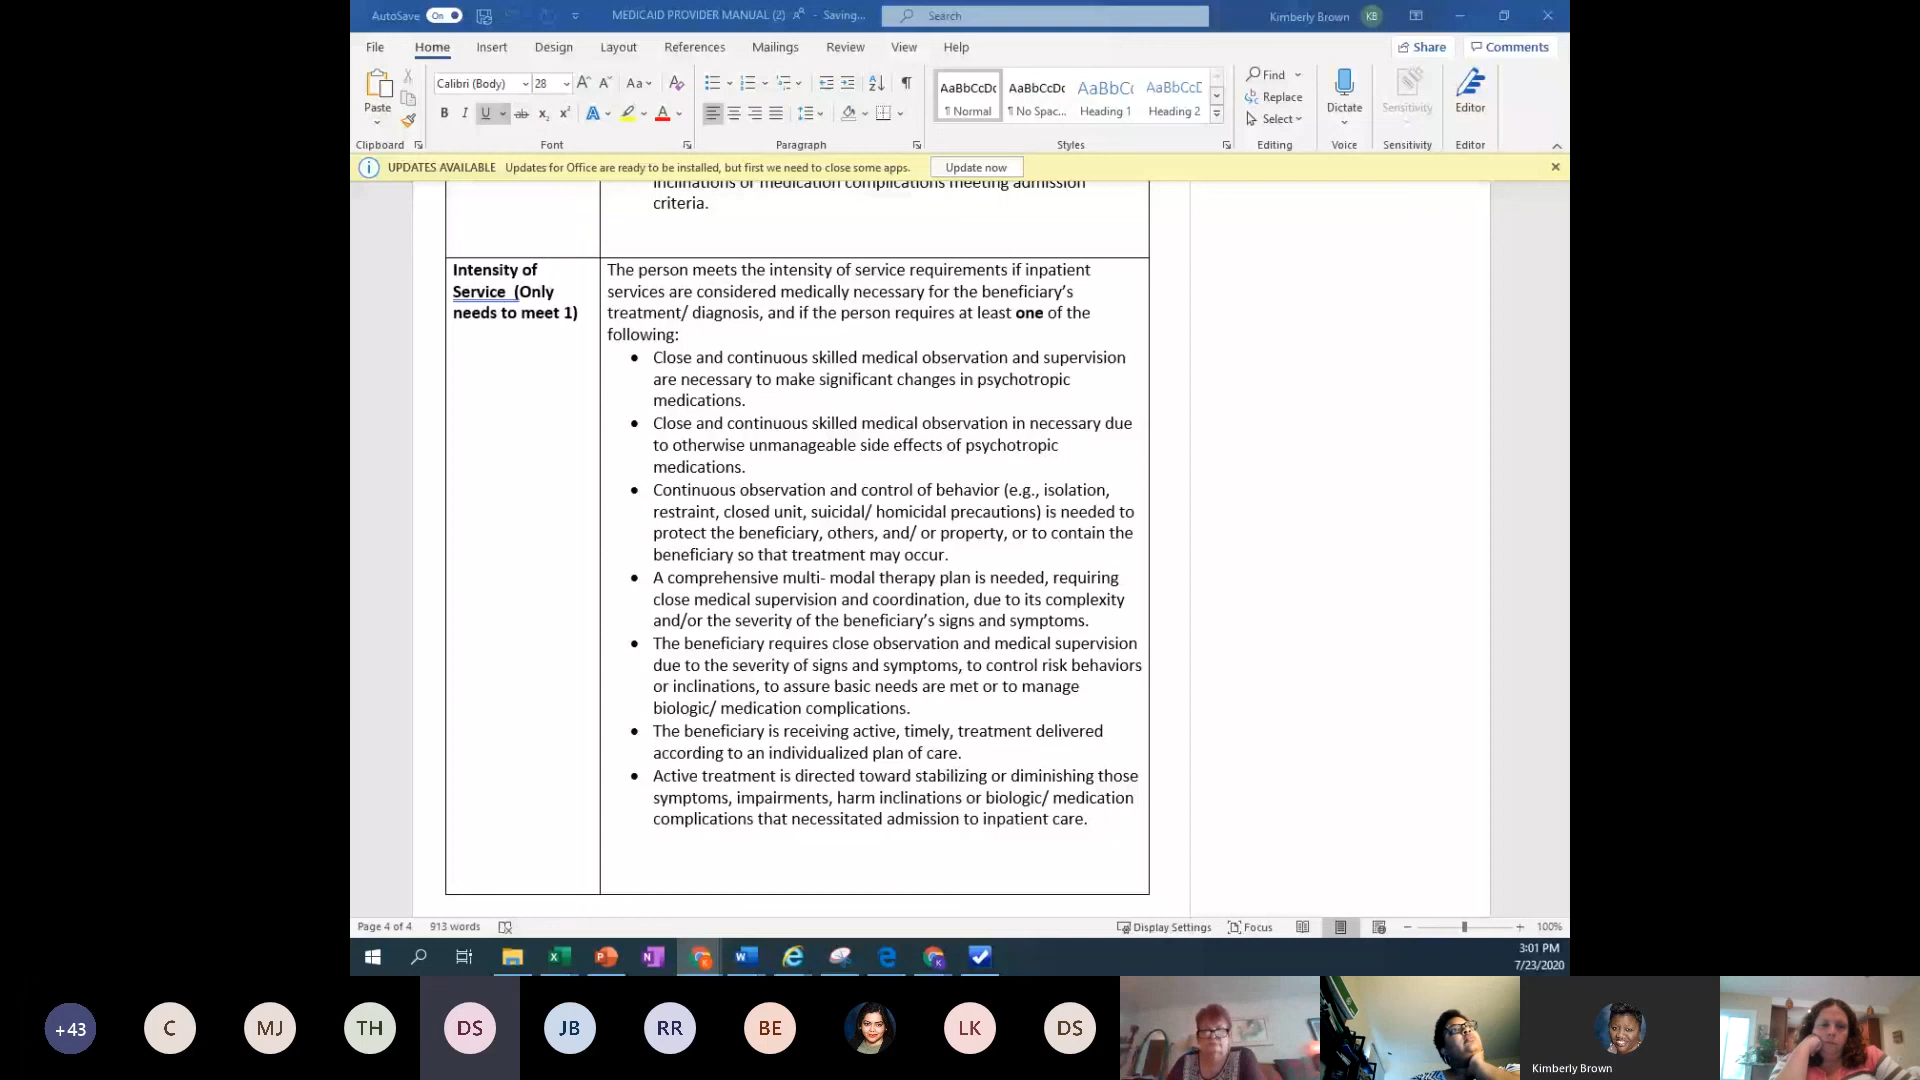 AutoSave On MEDICAID PROVIDER MANUAL (2) - Saving... Search Kimberly Brown KB
File Home Insert Design Layout References Mailings Review View Help Share Comments
Calibri (Body) 28 Aa AaBbCcDc AaBbCcDc AaBbCc AaBbCcE Find
Paste B I U ab x₂ x² A A ¶ Normal ¶ No Spac... Heading 1 Heading 2 Replace Select Dictate Sensitivity Editor
Clipboard Font Paragraph Styles Editing Voice Sensitivity Editor
UPDATES AVAILABLE Updates for Office are ready to be installed, but first we need to close some apps. Update now
inclinations or medication complications meeting admission
criteria.
Intensity of
Service (Only
needs to meet 1)
The person meets the intensity of service requirements if inpatient
services are considered medically necessary for the beneficiary's
treatment/ diagnosis, and if the person requires at least one of the
following:
• Close and continuous skilled medical observation and supervision
are necessary to make significant changes in psychotropic
medications.
• Close and continuous skilled medical observation in necessary due
to otherwise unmanageable side effects of psychotropic
medications.
• Continuous observation and control of behavior (e.g., isolation,
restraint, closed unit, suicidal/ homicidal precautions) is needed to
protect the beneficiary, others, and/ or property, or to contain the
beneficiary so that treatment may occur.
• A comprehensive multi- modal therapy plan is needed, requiring
close medical supervision and coordination, due to its complexity
and/or the severity of the beneficiary's signs and symptoms.
• The beneficiary requires close observation and medical supervision
due to the severity of signs and symptoms, to control risk behaviors
or inclinations, to assure basic needs are met or to manage
biologic/ medication complications.
• The beneficiary is receiving active, timely, treatment delivered
according to an individualized plan of care.
• Active treatment is directed toward stabilizing or diminishing those
symptoms, impairments, harm inclinations or biologic/ medication
complications that necessitated admission to inpatient care.
Page 4 of 4 913 words Display Settings Focus 100%
3:01 PM
7/23/2020
+43 C MJ TH DS JB RR BE LK DS
Kimberly Brown